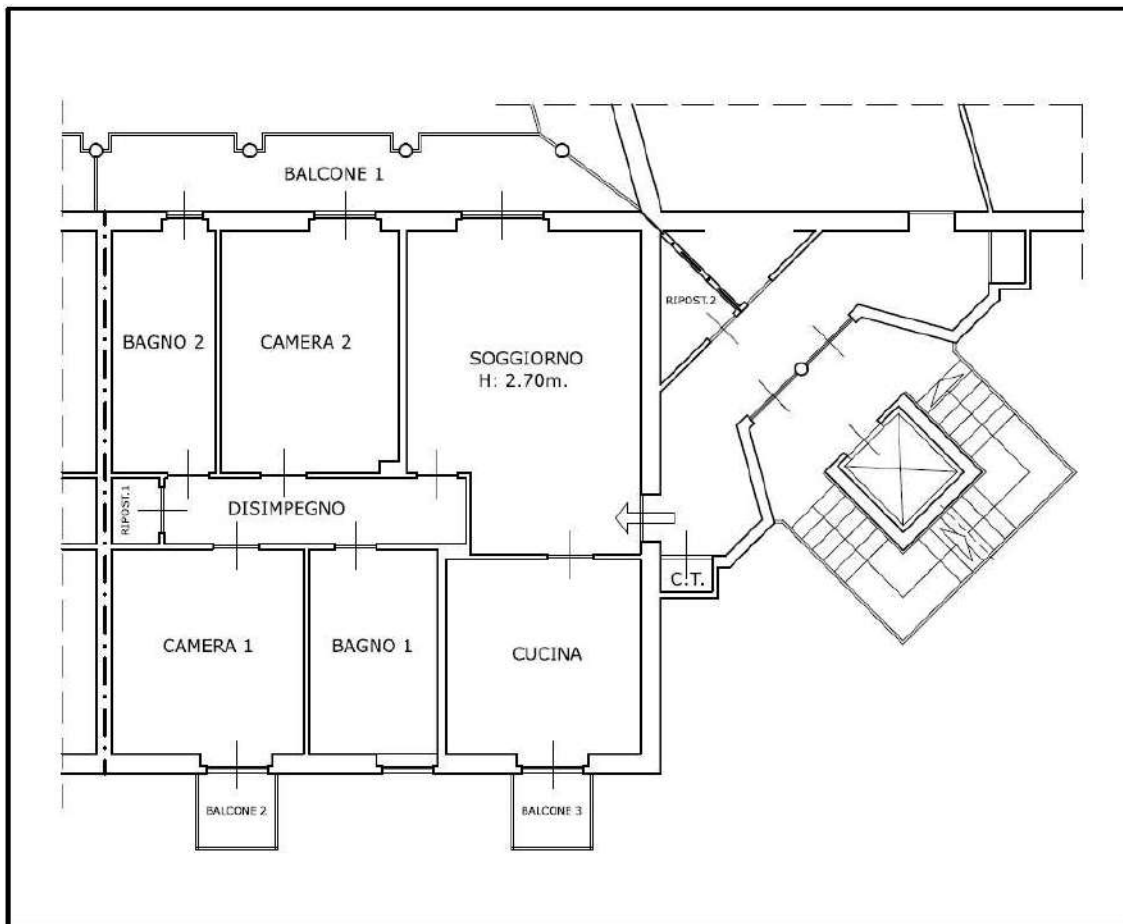 BALCONE 1
BAGNO 2
CAMERA 2
SOGGIORNO
H: 2.70m.
RIPOST.2
RIPOST.1
DISIMPEGNO
C.T.
CAMERA 1
BAGNO 1
CUCINA
BALCONE 2
BALCONE 3